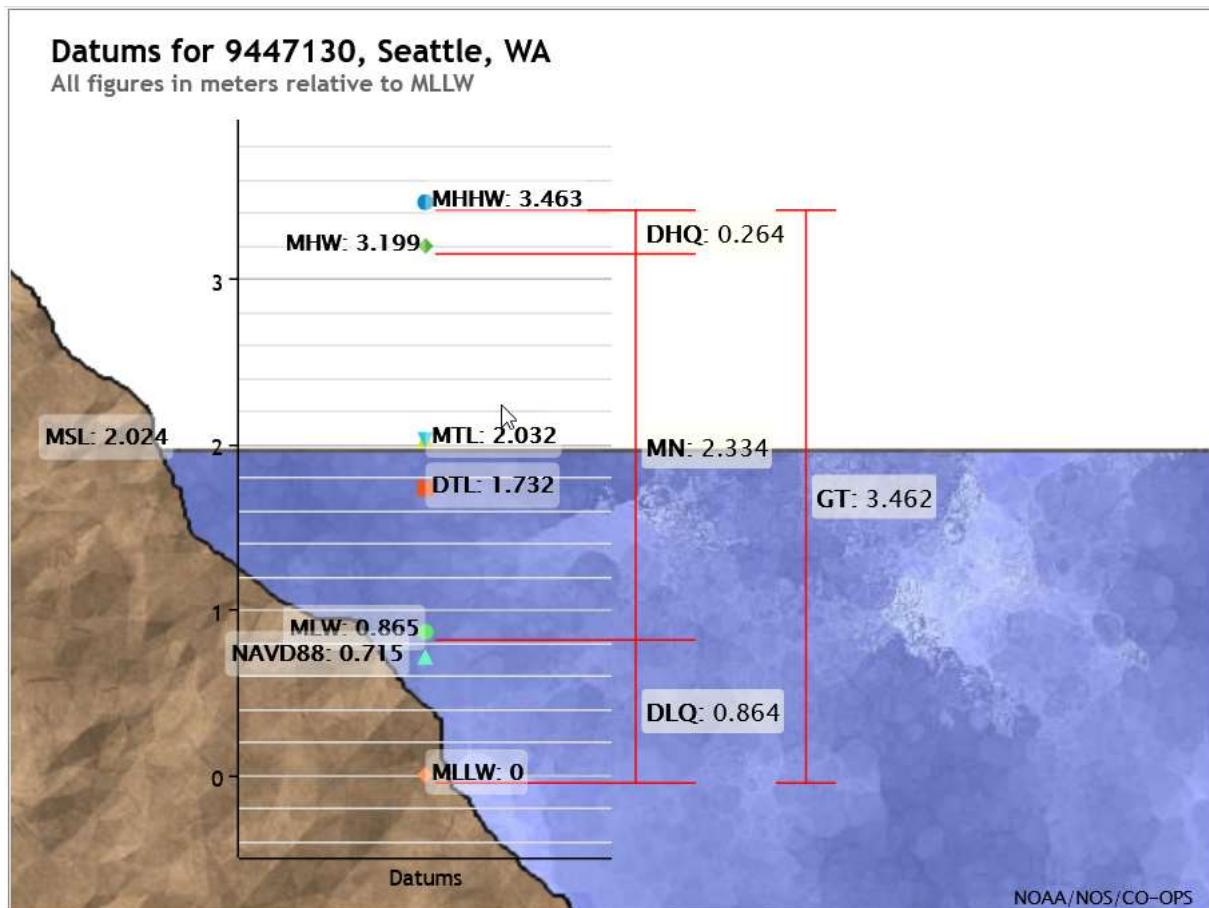 Datums for 9447130, Seattle, WA
All figures in meters relative to MLLW
MHHW: 3.463
DHQ: 0.264
MHW: 3.199
3
MSL: 2.024
2
MTL: 2.032
MN: 2.334
DTL: 1.732
GT: 3.462
1
MLW: 0.865
NAVD88: 0.715
DLQ: 0.864
0
MLLW: 0
Datums
NOAA/NOS/CO-OPS